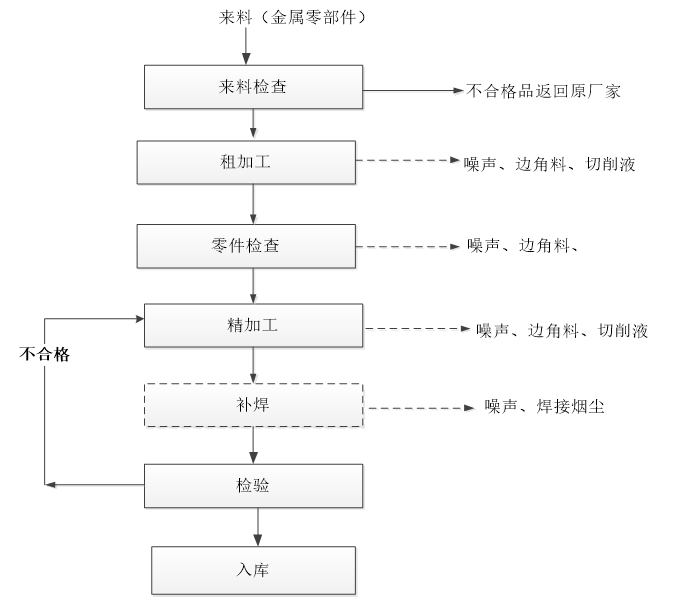 来料（金属零部件）
来料检查
不合格品返回原厂家
租加工
噪声、边角料、切削液
零件检查
噪声、边角料、
精加工
噪声、边角料、切削液
不合格
补焊
噪声、焊接烟尘
检验
入库